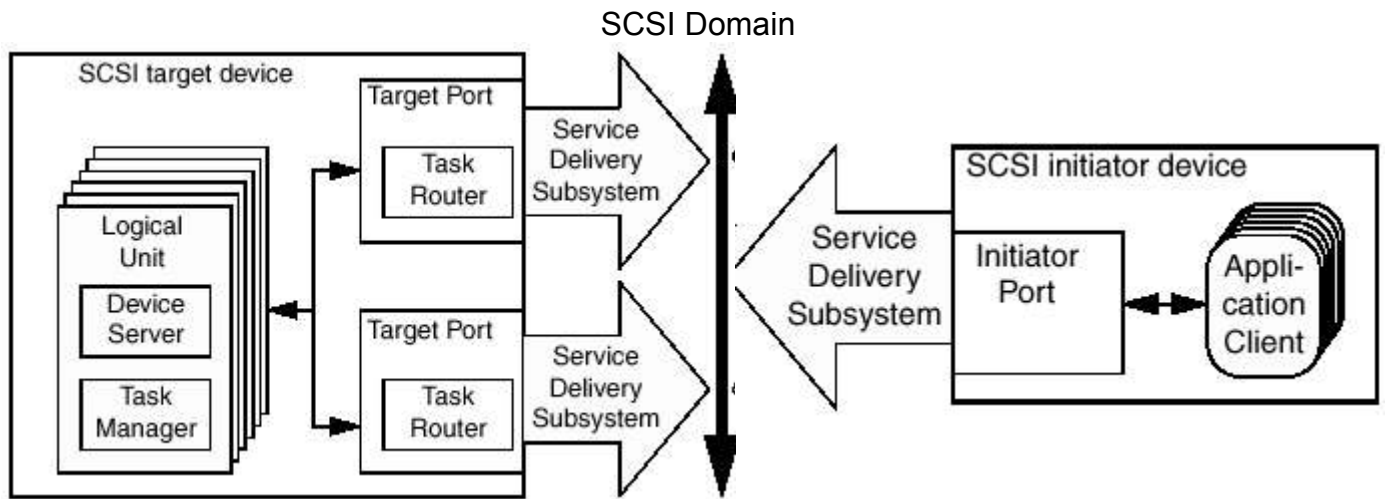 SCSI Domain
SCSI target device
Target Port
Task
Router
Service
Delivery
Subsystem
Logical
Unit
Device
Server
Task
Manager
Target Port
Task
Router
Service
Delivery
Subsystem
Service
Delivery
Subsystem
SCSI initiator device
Initiator
Port
Appli-
cation
Client